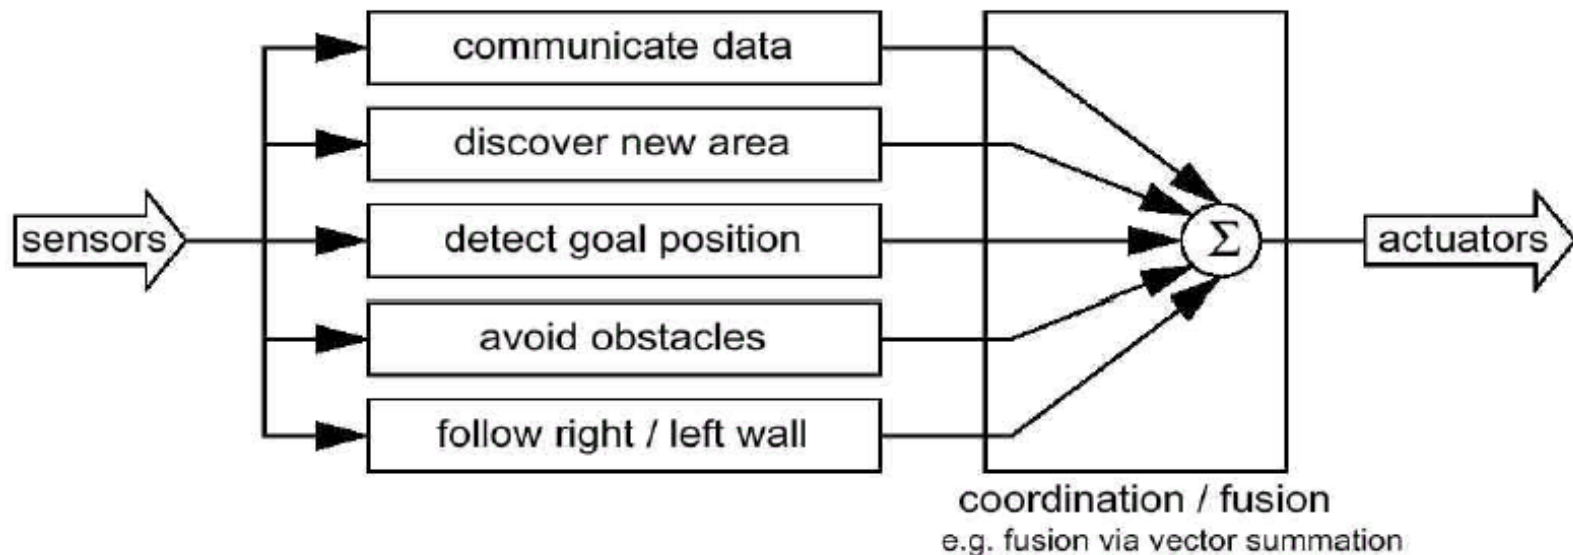 communicate data
discover new area
sensors
detect goal position
Σ
actuators
avoid obstacles
follow right / left wall
coordination / fusion
e.g. fusion via vector summation